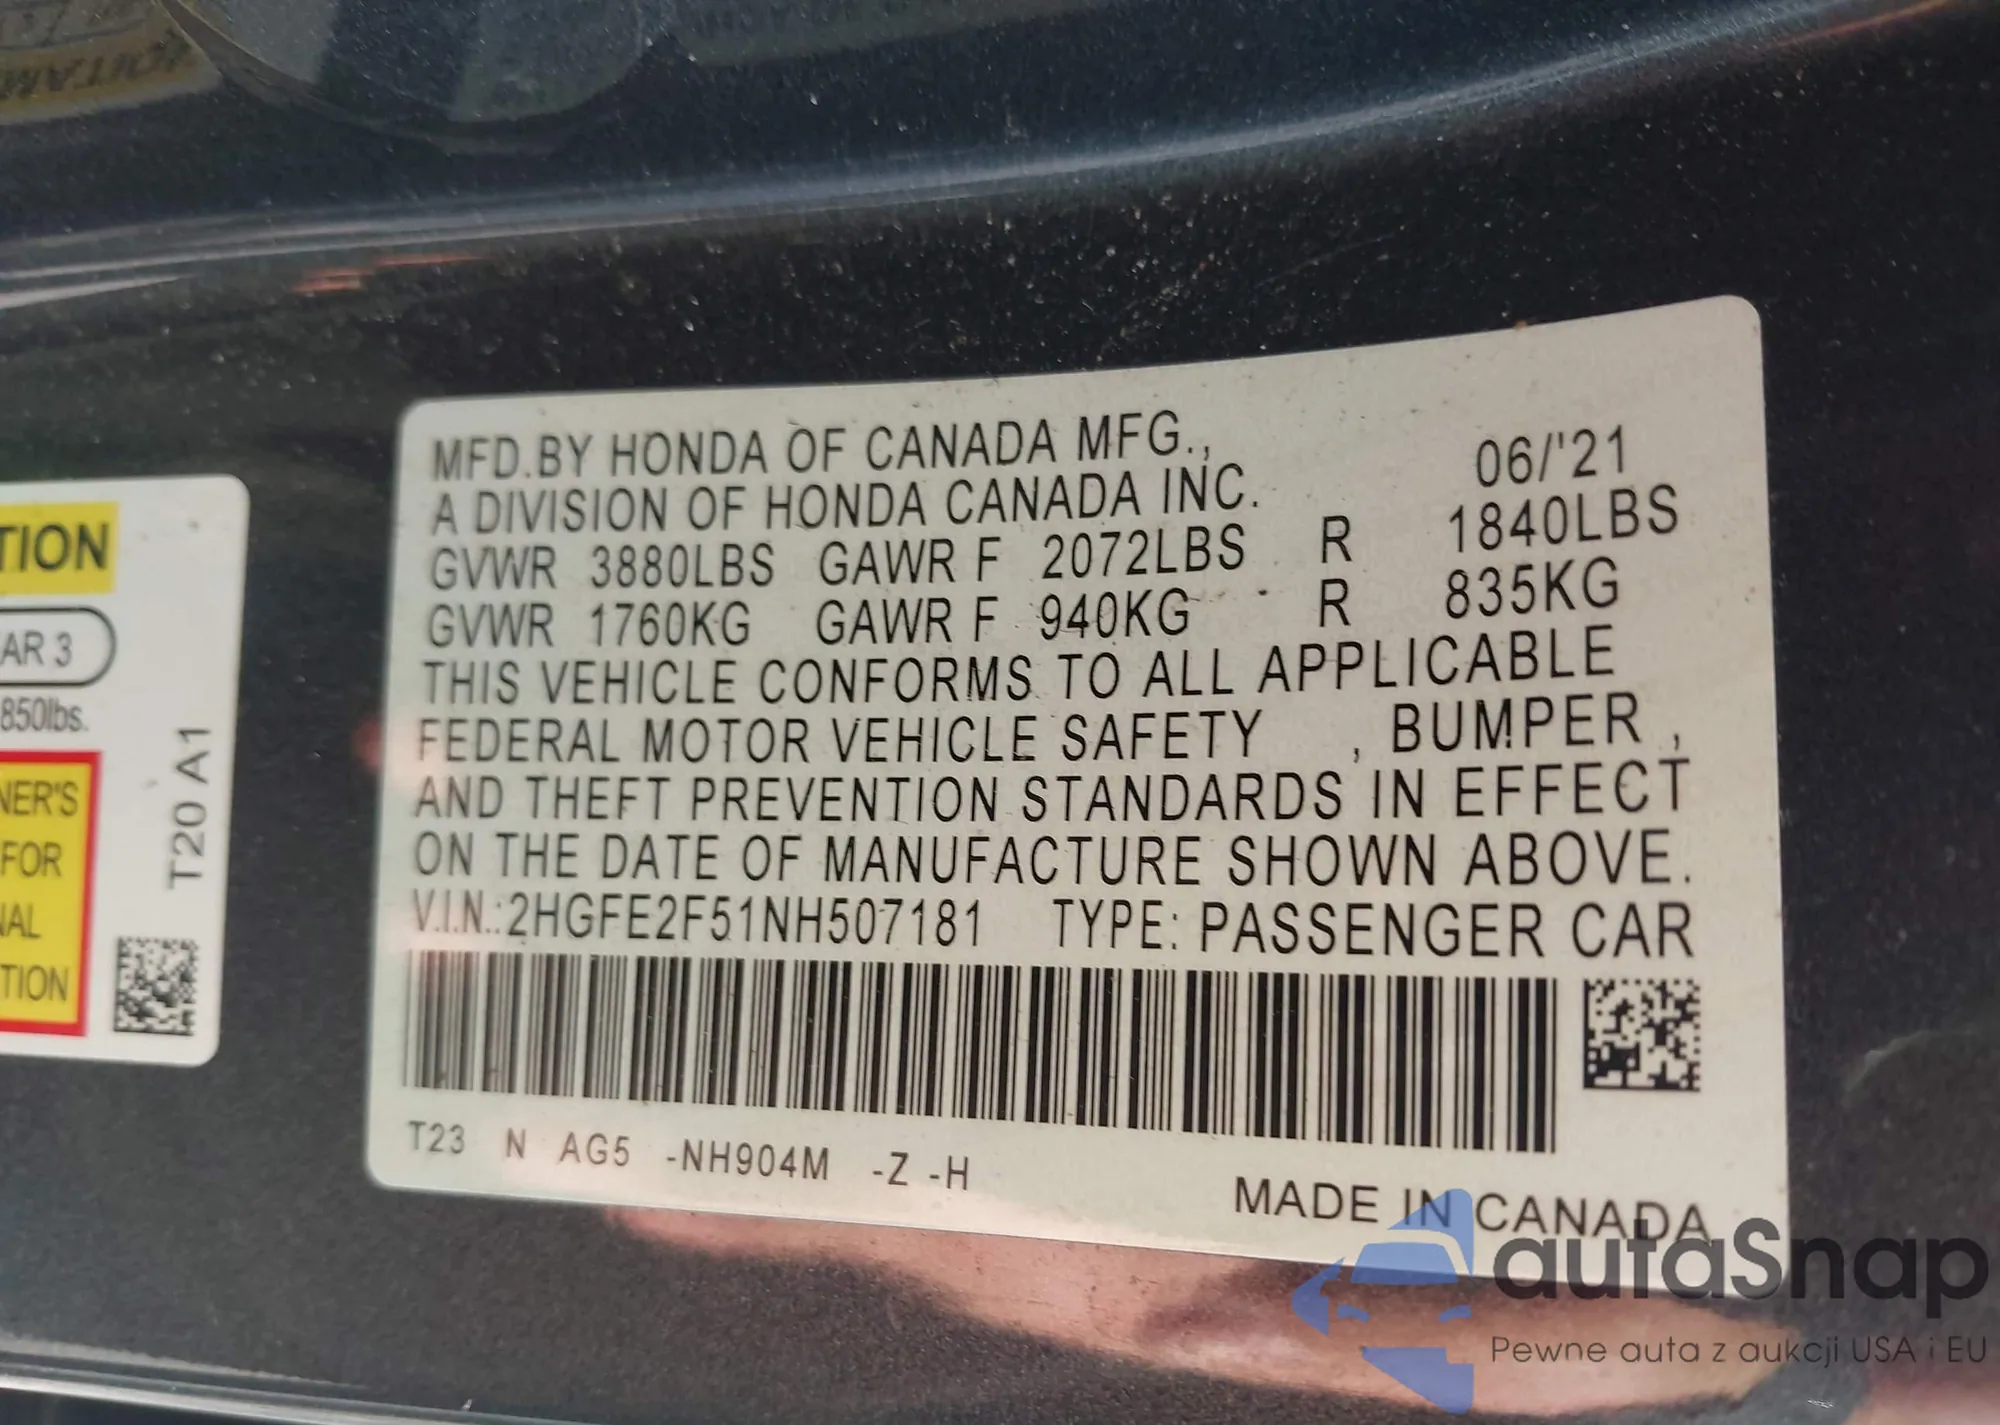 MFD.BY HONDA OF CANADA MFG.,
A DIVISION OF HONDA CANADA INC. 06/'21
GVWR 3880LBS GAWR F 2072LBS R 1840LBS
GVWR 1760KG GAWR F 940KG R 835KG
THIS VEHICLE CONFORMS TO ALL APPLICABLE
FEDERAL MOTOR VEHICLE SAFETY , BUMPER ,
AND THEFT PREVENTION STANDARDS IN EFFECT
ON THE DATE OF MANUFACTURE SHOWN ABOVE.
V.I.N.:2HGFE2F51NH507181 TYPE: PASSENGER CAR
T23 N AG5 -NH904M -Z -H
MADE IN CANADA
TION
AR 3
850lbs.
NER'S
FOR
NAL
TION
T20 A1
autaSnap
Pewne auta z aukcji USA i EU